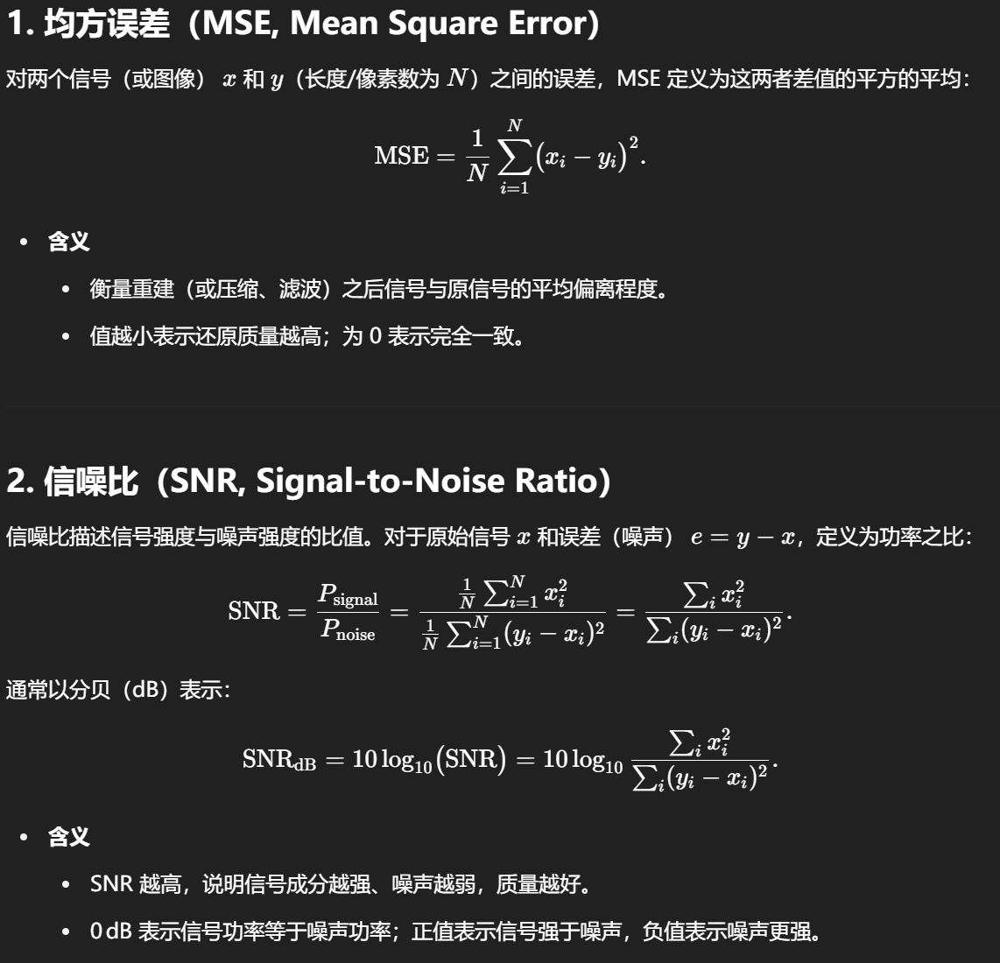 1. 均方误差（MSE, Mean Square Error）
对两个信号（或图像） x 和 y（长度/像素数为 N）之间的误差，MSE 定义为这两者差值的平方的平均：
MSE = \frac{1}{N} \sum_{i=1}^{N} (x_i − y_i)^2.
• 含义
• 衡量重建（或压缩、滤波）之后信号与原信号的平均偏离程度。
• 值越小表示还原质量越高；为 0 表示完全一致。
2. 信噪比（SNR, Signal-to-Noise Ratio）
信噪比描述信号强度与噪声强度的比值。对于原始信号 x 和误差（噪声） e = y − x，定义为功率之比：
SNR = \frac{P_{signal}}{P_{noise}} = \frac{\frac{1}{N} \sum_{i=1}^{N} x_i^2}{\frac{1}{N} \sum_{i=1}^{N} (y_i − x_i)^2} = \frac{\sum_i x_i^2}{\sum_i (y_i − x_i)^2}.
通常以分贝（dB）表示：
SNR_{dB} = 10 log_{10}(SNR) = 10 log_{10} \frac{\sum_i x_i^2}{\sum_i (y_i − x_i)^2}.
• 含义
• SNR 越高，说明信号成分越强、噪声越弱，质量越好。
• 0 dB 表示信号功率等于噪声功率；正值表示信号强于噪声，负值表示噪声更强。